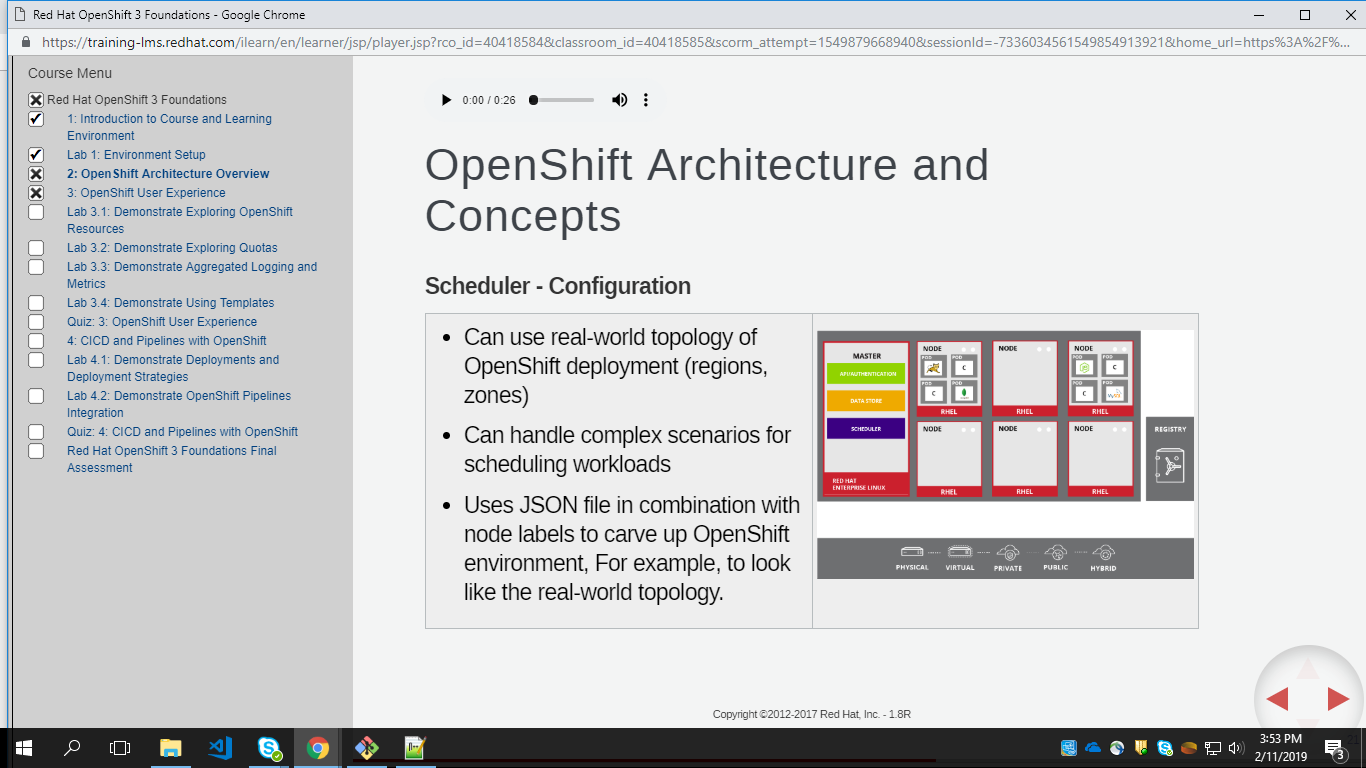 Red Hat OpenShift 3 Foundations - Google Chrome
https://training-lms.redhat.com/ilearn/en/learner/jsp/player.jsp?rco_id=40418584&classroom_id=40418585&scorm_attempt=1549879668940&sessionId=-7336034561549854913921&home_url=https%3A%2F%...
Course Menu
Red Hat OpenShift 3 Foundations
1: Introduction to Course and Learning
Environment
Lab 1: Environment Setup
2: OpenShift Architecture Overview
3: OpenShift User Experience
Lab 3.1: Demonstrate Exploring OpenShift
Resources
Lab 3.2: Demonstrate Exploring Quotas
Lab 3.3: Demonstrate Aggregated Logging and
Metrics
Lab 3.4: Demonstrate Using Templates
Quiz: 3: OpenShift User Experience
4: CICD and Pipelines with OpenShift
Lab 4.1: Demonstrate Deployments and
Deployment Strategies
Lab 4.2: Demonstrate OpenShift Pipelines
Integration
Quiz: 4: CICD and Pipelines with OpenShift
Red Hat OpenShift 3 Foundations Final
Assessment
0:00 / 0:26
OpenShift Architecture and
Concepts
Scheduler - Configuration
Can use real-world topology of
OpenShift deployment (regions,
zones)
Can handle complex scenarios for
scheduling workloads
Uses JSON file in combination with
node labels to carve up OpenShift
environment, For example, to look
like the real-world topology.
MASTER
API/AUTHENTICATION
DATA STORE
SCHEDULER
RED HAT
ENTERPRISE LINUX
NODE
POD POD
C
POD POD
C
RHEL
NODE
RHEL
NODE
POD POD
C
POD POD
C MySQL
RHEL
NODE
RHEL
NODE
RHEL
NODE
RHEL
REGISTRY
PHYSICAL VIRTUAL PRIVATE PUBLIC HYBRID
Copyright ©2012-2017 Red Hat, Inc. - 1.8R
3:53 PM
2/11/2019
3